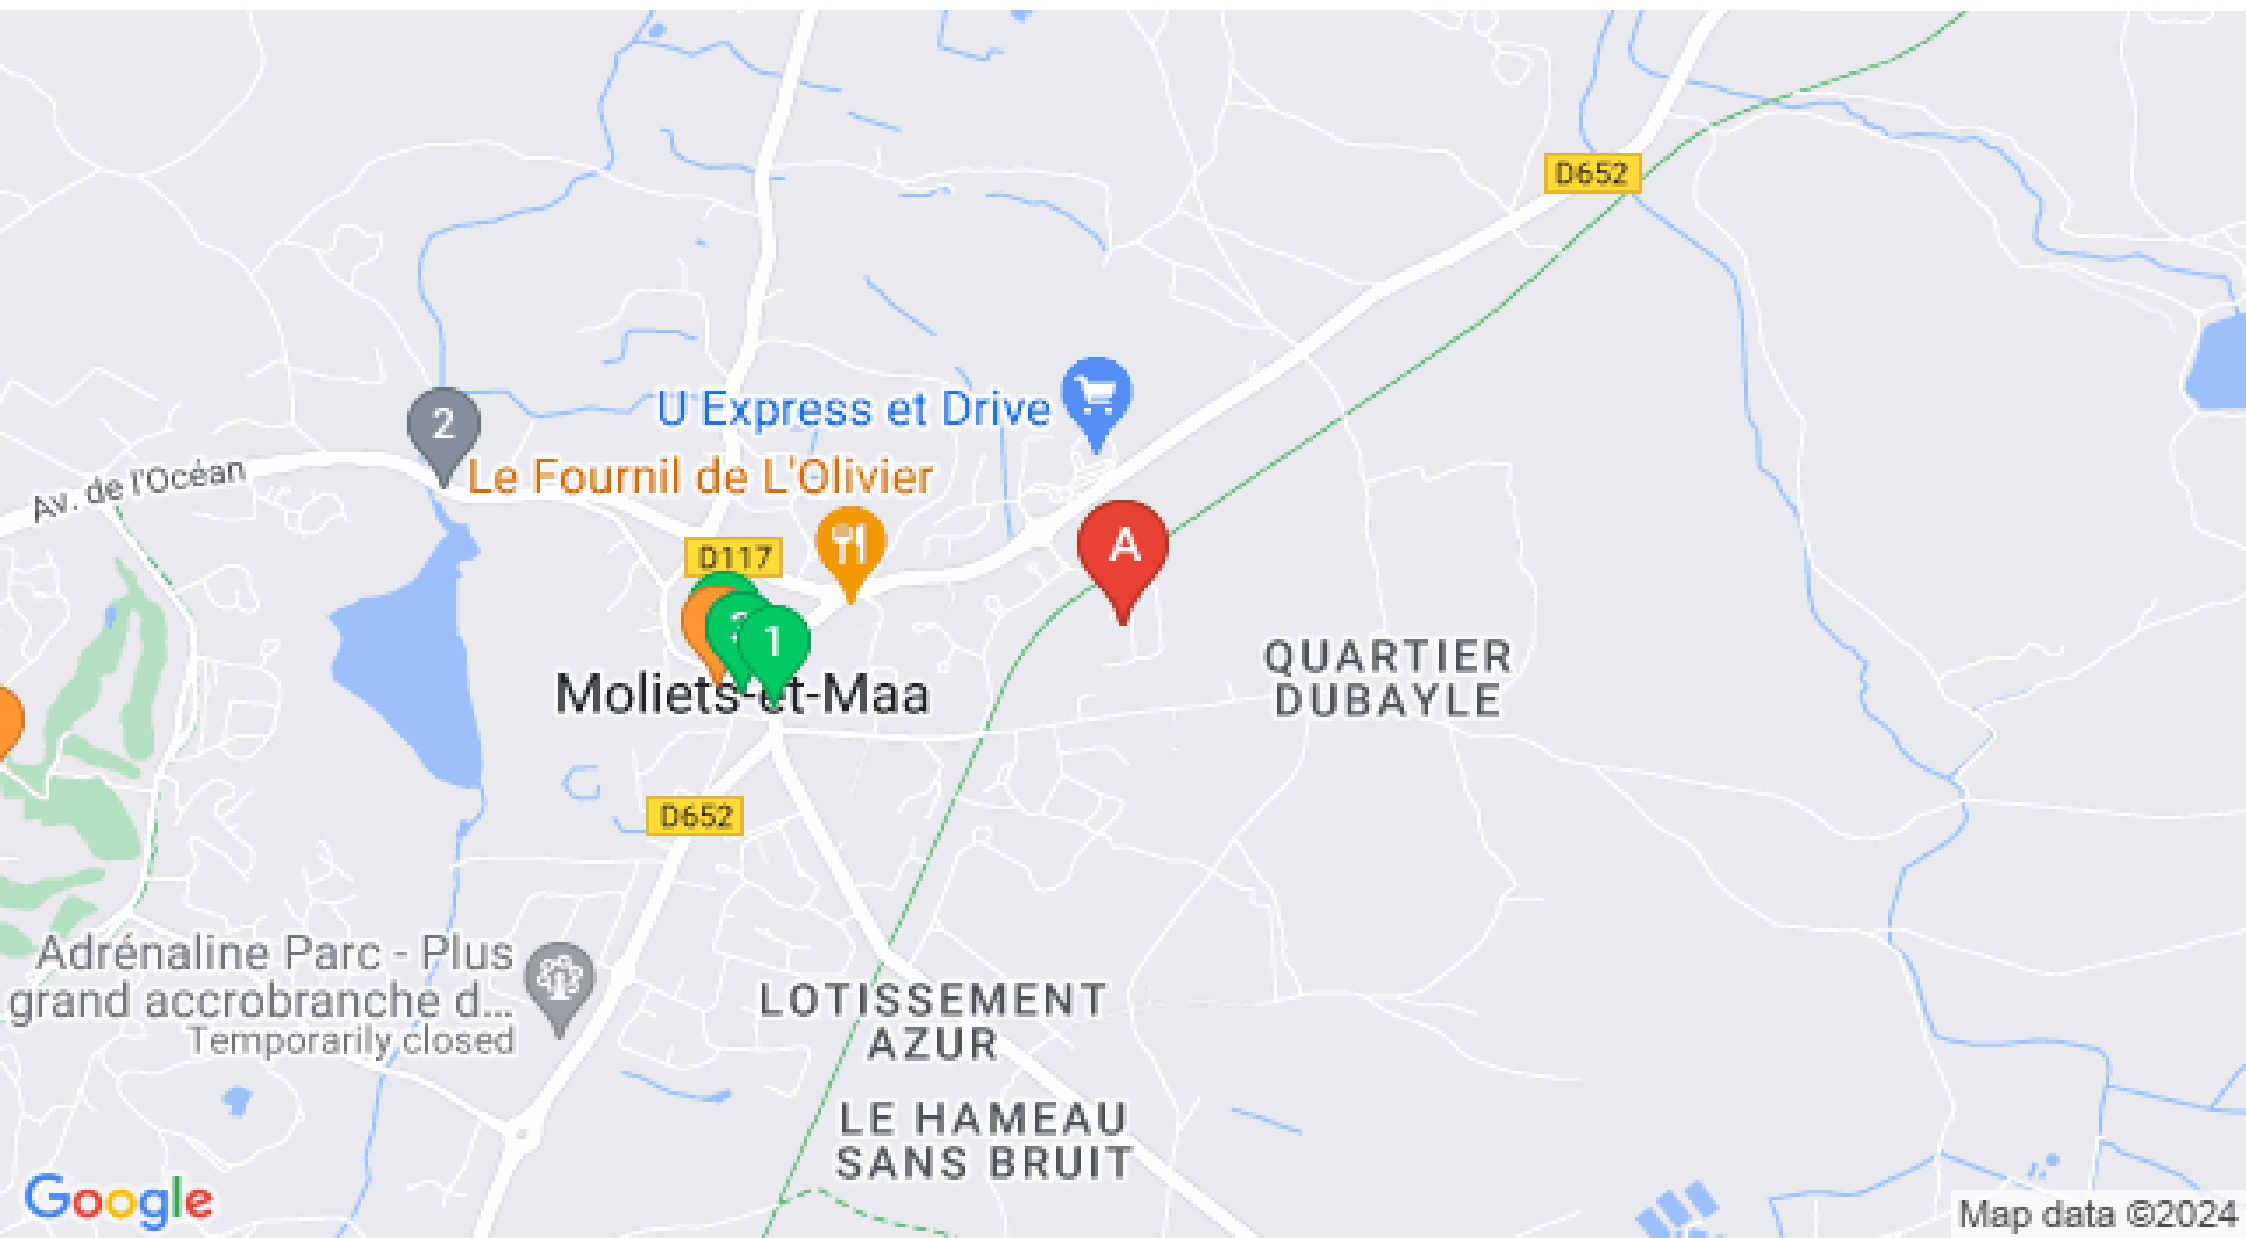 D652
2
U Express et Drive
Av. de l'Océan
Le Fournil de L'Olivier
D117
A
1
QUARTIER
DUBAYLE
Moliets-et-Maa
D652
Adrénaline Parc - Plus
grand accrobranche d...
Temporarily closed
LOTISSEMENT
AZUR
LE HAMEAU
SANS BRUIT
Google
Map data ©2024